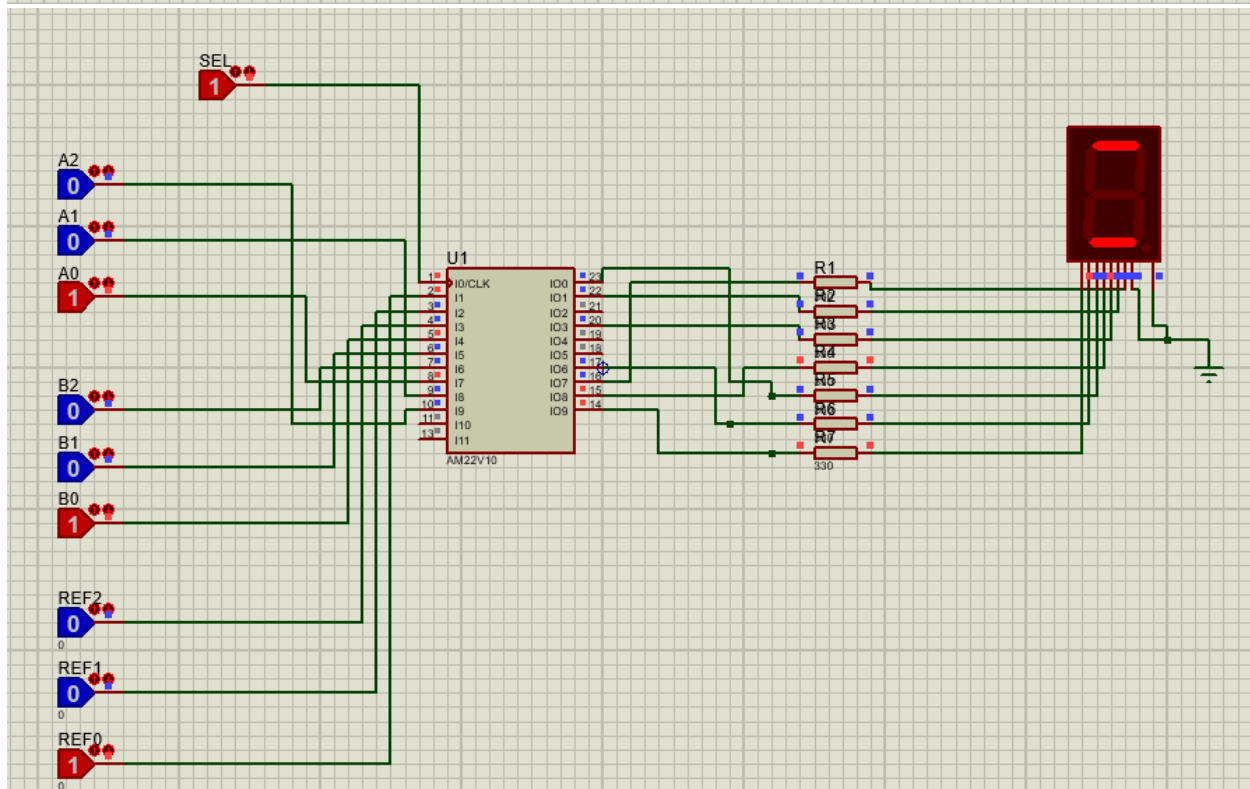 SEL
1
A2
0
A1
0
A0
1
B2
0
B1
0
B0
1
REF2
0
0
REF1
0
0
REF0
1
0
U1
1 I0/CLK IO0 23
2 I1 IO1 22
3 I2 IO2 21
4 I3 IO3 20
5 I4 IO4 19
6 I5 IO5 18
7 I6 IO6 17
8 I7 IO7 16
9 I8 IO8 15
10 I9 IO9 14
11 I10
13 I11
AM22V10
R1
R2
R3
R4
R5
R6
R7
330